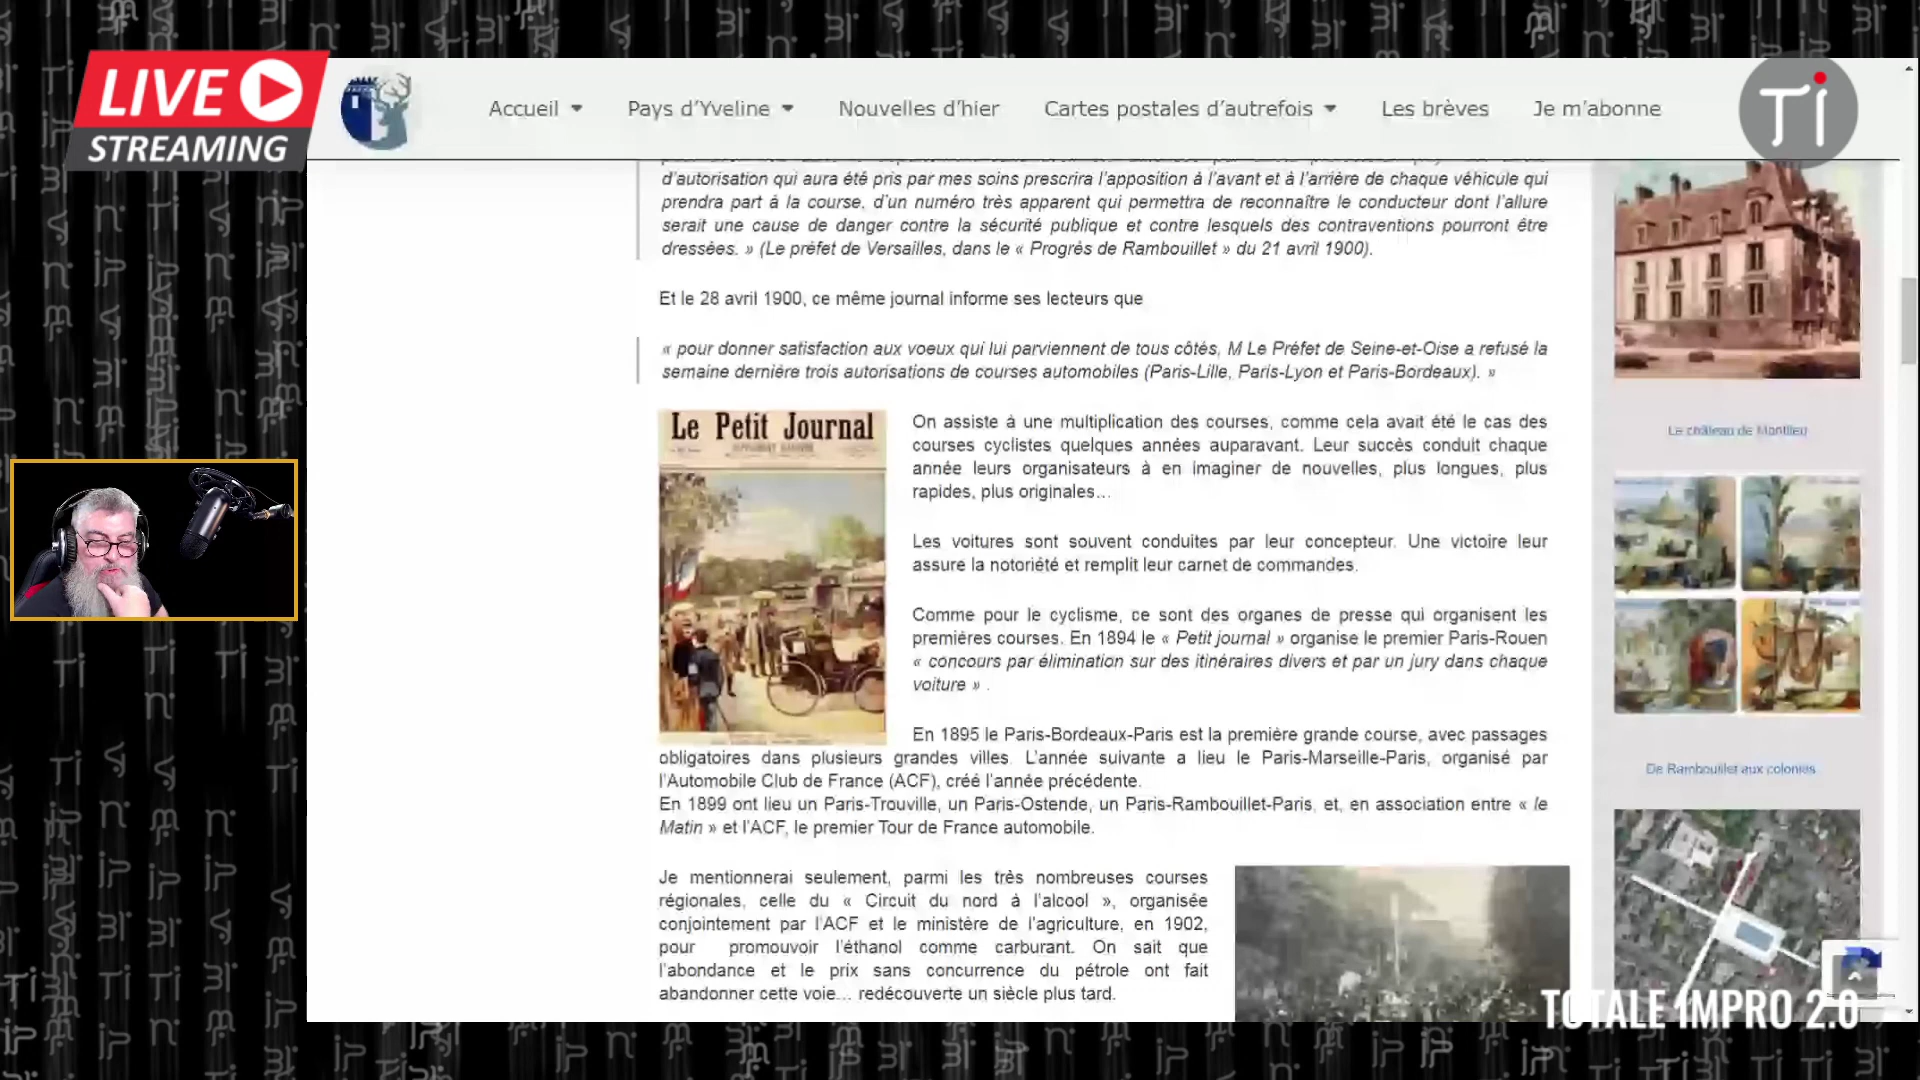 LIVE
STREAMING
Accueil
Pays d'Yveline
Nouvelles d'hier
Cartes postales d'autrefois
Les brèves
Je m'abonne
Ti
d'autorisation qui aura été pris par mes soins prescrira l'apposition à l'avant et à l'arrière de chaque véhicule qui
prendra part à la course, d'un numéro très apparent qui permettra de reconnaître le conducteur dont l'allure
serait une cause de danger contre la sécurité publique et contre lesquels des contraventions pourront être
dressées. » (Le préfet de Versailles, dans le « Progrès de Rambouillet » du 21 avril 1900).
Et le 28 avril 1900, ce même journal informe ses lecteurs que
« pour donner satisfaction aux voeux qui lui parviennent de tous côtés, M Le Préfet de Seine-et-Oise a refusé la
semaine dernière trois autorisations de courses automobiles (Paris-Lille, Paris-Lyon et Paris-Bordeaux). »
Le Petit Journal
On assiste à une multiplication des courses, comme cela avait été le cas des
courses cyclistes quelques années auparavant. Leur succès conduit chaque
année leurs organisateurs à en imaginer de nouvelles, plus longues, plus
rapides, plus originales…
Les voitures sont souvent conduites par leur concepteur. Une victoire leur
assure la notoriété et remplit leur carnet de commandes.
Comme pour le cyclisme, ce sont des organes de presse qui organisent les
premières courses. En 1894 le « Petit journal » organise le premier Paris-Rouen
« concours par élimination sur des itinéraires divers et par un jury dans chaque
voiture » .
En 1895 le Paris-Bordeaux-Paris est la première grande course, avec passages
obligatoires dans plusieurs grandes villes. L'année suivante a lieu le Paris-Marseille-Paris, organisé par
l'Automobile Club de France (ACF), créé l'année précédente.
En 1899 ont lieu un Paris-Trouville, un Paris-Ostende, un Paris-Rambouillet-Paris, et, en association entre « le
Matin » et l'ACF, le premier Tour de France automobile.
Je mentionnerai seulement, parmi les très nombreuses courses
régionales, celle du « Circuit du nord à l'alcool », organisée
conjointement par l'ACF et le ministère de l'agriculture, en 1902,
pour promouvoir l'éthanol comme carburant. On sait que
l'abondance et le prix sans concurrence du pétrole ont fait
abandonner cette voie… redécouverte un siècle plus tard.
Le château de Montlieu
De Rambouillet aux colonies
TOTALE 1MPRO 2.0